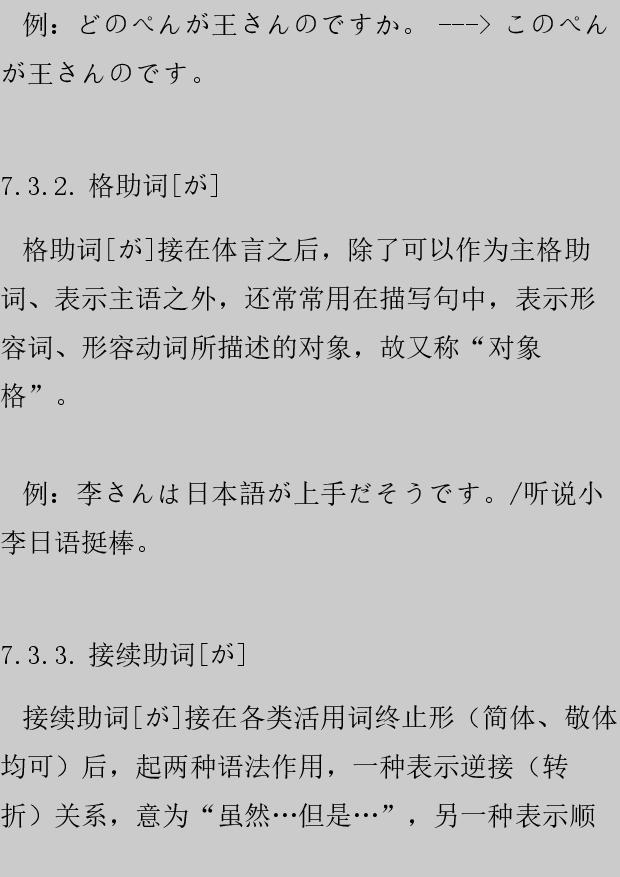 例：どのぺんが王さんのですか。 ---> このぺん
が王さんのです。
7.3.2. 格助词[が]
格助词[が]接在体言之后，除了可以作为主格助
词、表示主语之外，还常常用在描写句中，表示形
容词、形容动词所描述的对象，故又称“对象
格”。
例：李さんは日本語が上手だそうです。/听说小
李日语挺棒。
7.3.3. 接续助词[が]
接续助词[が]接在各类活用词终止形（简体、敬体
均可）后，起两种语法作用，一种表示逆接（转
折）关系，意为“虽然…但是…”，另一种表示顺